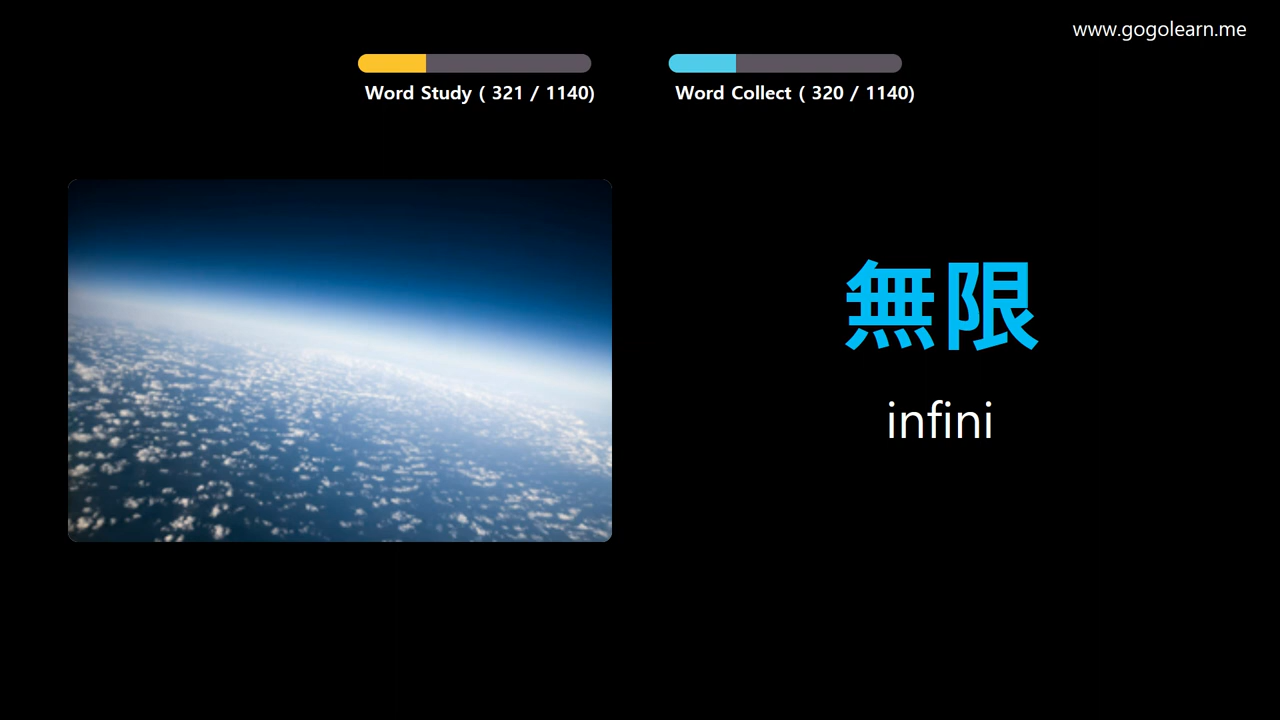 www.gogolearn.me
Word Study ( 321 / 1140)
Word Collect ( 320 / 1140)
無限
infini